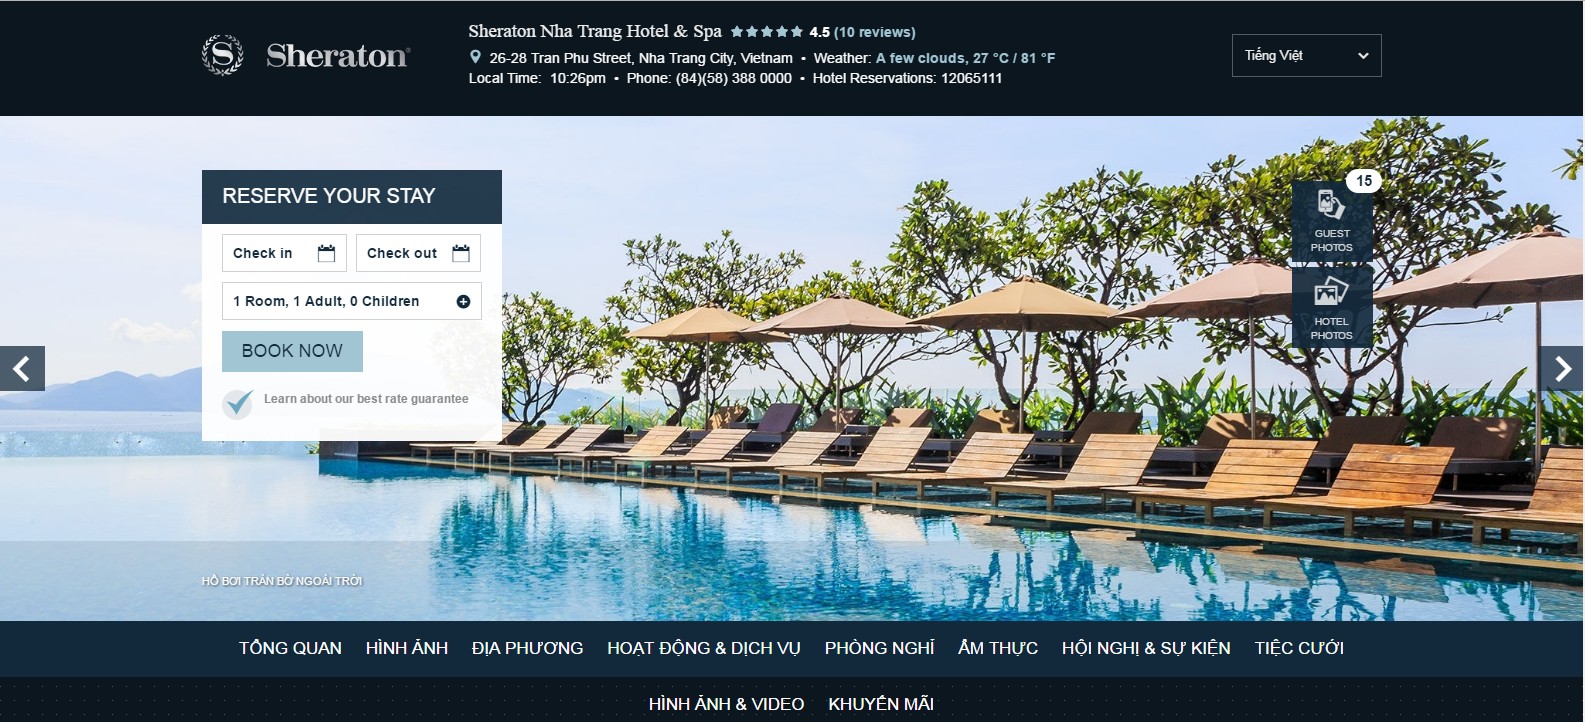 Sheraton
Sheraton Nha Trang Hotel & Spa 4.5 (10 reviews)
26-28 Tran Phu Street, Nha Trang City, Vietnam • Weather: A few clouds, 27 °C / 81 °F
Local Time: 10:26pm • Phone: (84)(58) 388 0000 • Hotel Reservations: 12065111
Tiếng Việt
RESERVE YOUR STAY
Check in
Check out
1 Room, 1 Adult, 0 Children
BOOK NOW
Learn about our best rate guarantee
15
GUEST
PHOTOS
HOTEL
PHOTOS
HỒ BƠI TRÀN BỜ NGOÀI TRỜI
TỔNG QUAN HÌNH ẢNH ĐỊA PHƯƠNG HOẠT ĐỘNG & DỊCH VỤ PHÒNG NGHỈ ẨM THỰC HỘI NGHỊ & SỰ KIỆN TIỆC CƯỚI
HÌNH ẢNH & VIDEO KHUYẾN MÃI